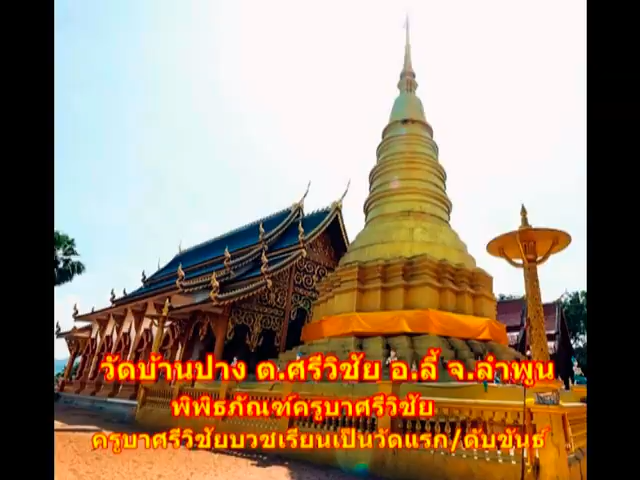 วัดบ้านปาง ต.ศรีวิชัย อ.ลี้ จ.ลำพูน
พิพิธภัณฑ์ครูบาศรีวิชัย
ครูบาศรีวิชัยบวชเรียนเป็นวัดแรก/ดับขันธ์